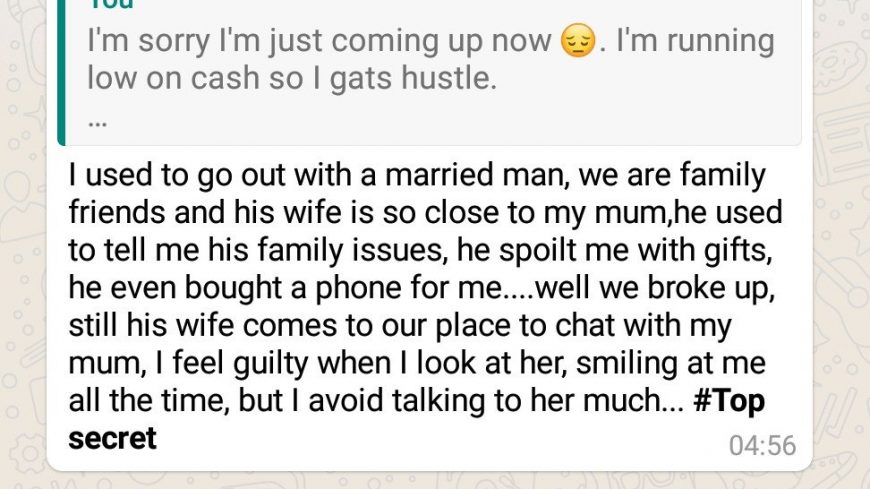 You
I'm sorry I'm just coming up now 😔. I'm running
low on cash so I gats hustle.
...
I used to go out with a married man, we are family
friends and his wife is so close to my mum,he used
to tell me his family issues, he spoilt me with gifts,
he even bought a phone for me....well we broke up,
still his wife comes to our place to chat with my
mum, I feel guilty when I look at her, smiling at me
all the time, but I avoid talking to her much... #Top
secret
04:56